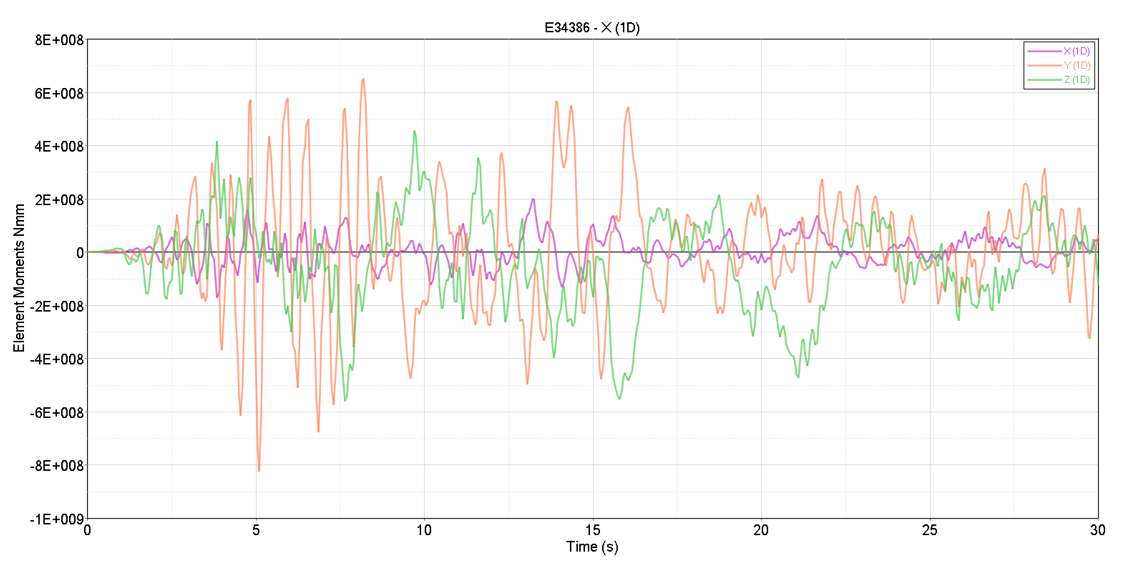 E34386 - X (1D)
8E+008
X (1D)
Y (1D)
Z (1D)
6E+008
4E+008
2E+008
0
-2E+008
-4E+008
-6E+008
-8E+008
-1E+009
Element Moments Nmm
0 5 10 15 20 25 30
Time (s)